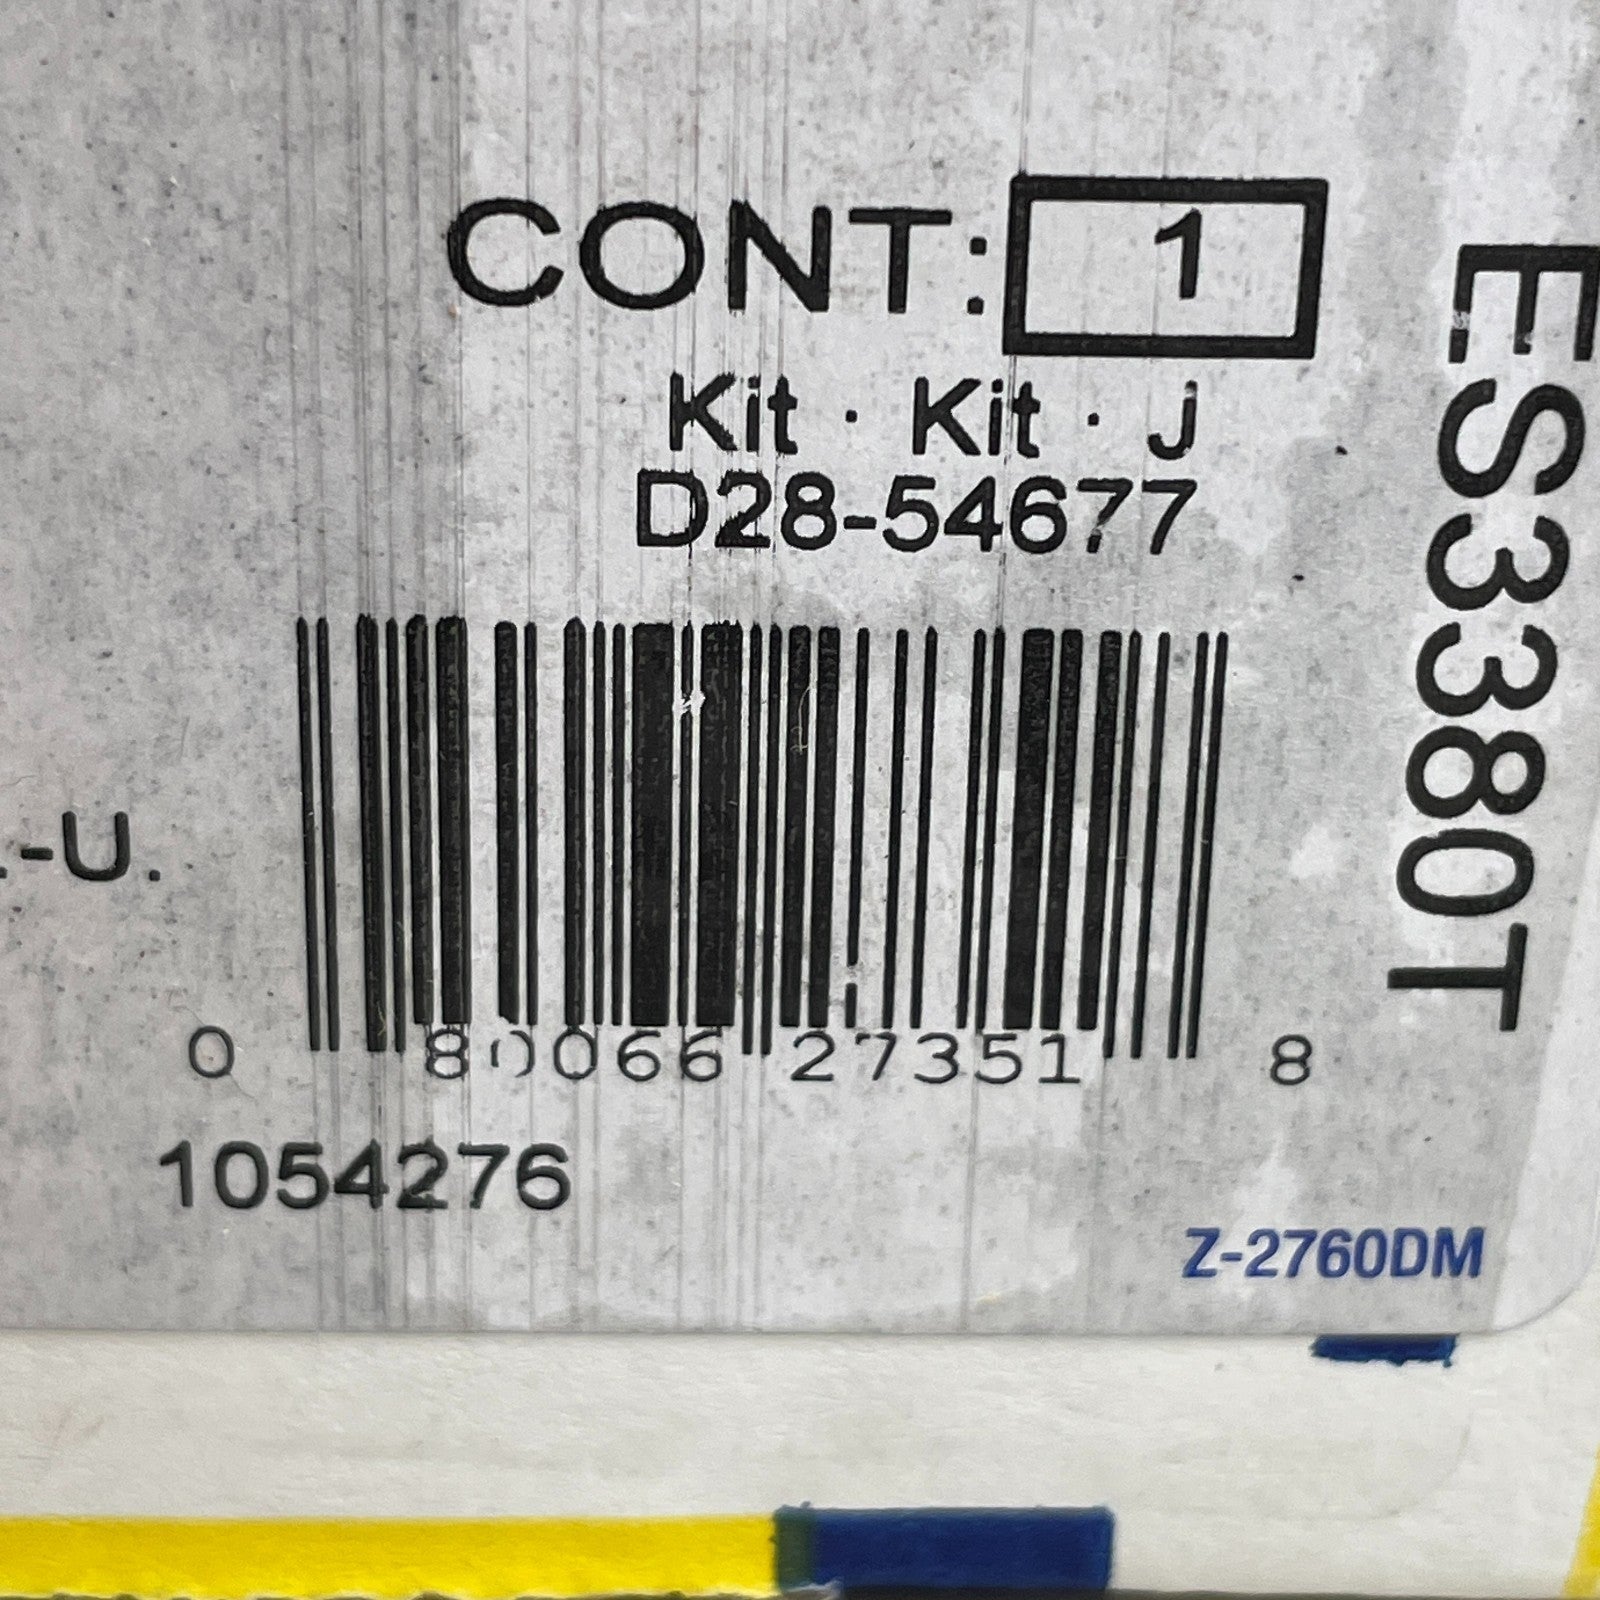 CONT: 1
Kit · Kit · J
D28-54677
ES3380T
.-U.
0 80066 27351 8
1054276
Z-2760DM